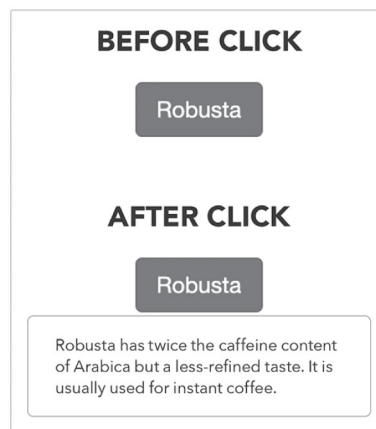 BEFORE CLICK
Robusta
AFTER CLICK
Robusta
Robusta has twice the caffeine content
of Arabica but a less-refined taste. It is
usually used for instant coffee.